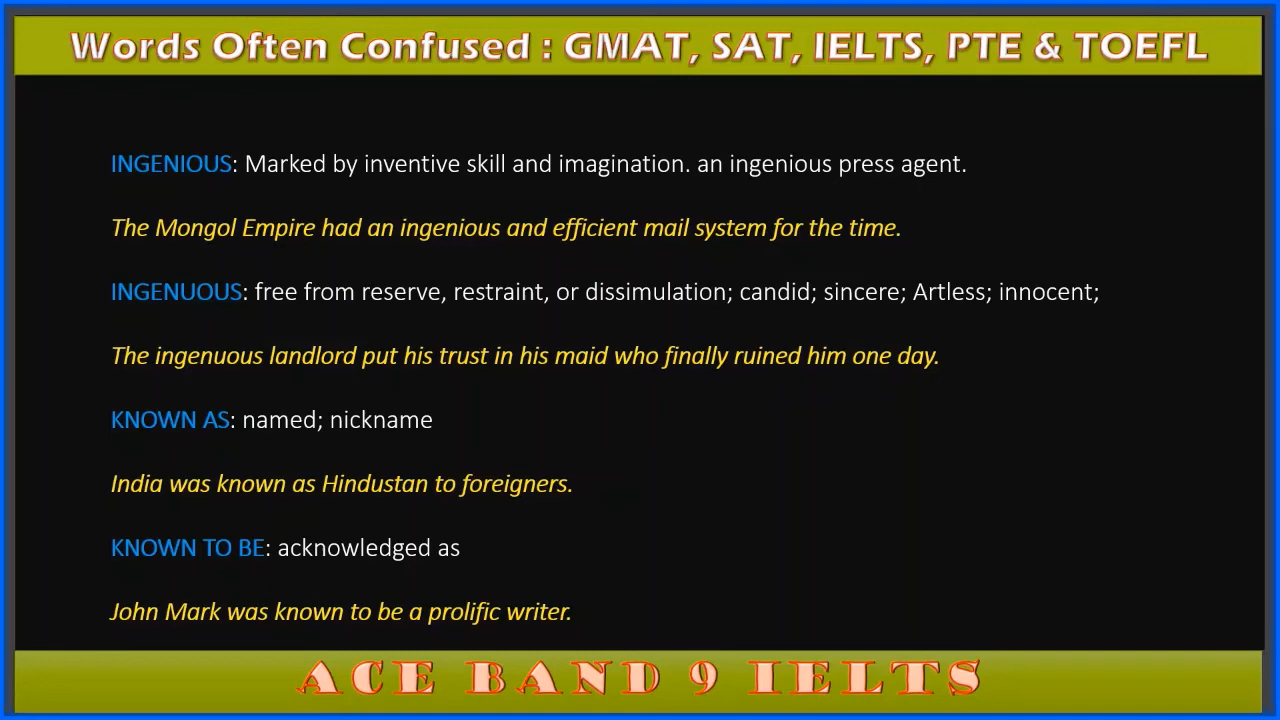 Words Often Confused : GMAT, SAT, IELTS, PTE & TOEFL
INGENIOUS: Marked by inventive skill and imagination. an ingenious press agent.
The Mongol Empire had an ingenious and efficient mail system for the time.
INGENUOUS: free from reserve, restraint, or dissimulation; candid; sincere; Artless; innocent;
The ingenuous landlord put his trust in his maid who finally ruined him one day.
KNOWN AS: named; nickname
India was known as Hindustan to foreigners.
KNOWN TO BE: acknowledged as
John Mark was known to be a prolific writer.
ACE BAND 9 IELTS